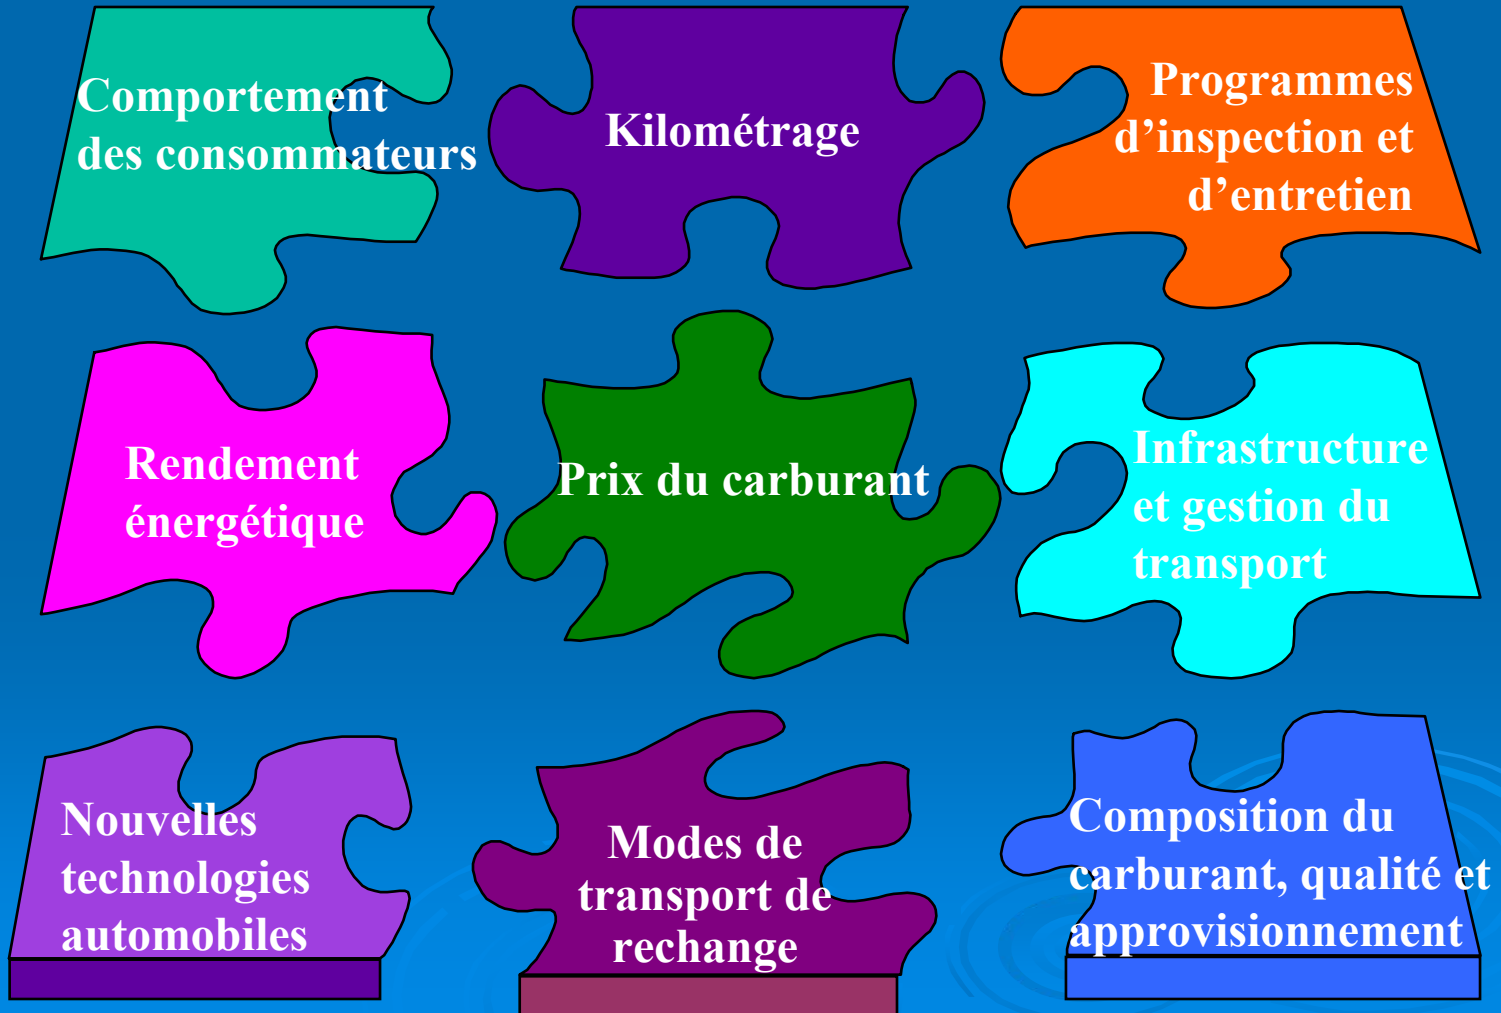 Comportement
des consommateurs
Kilométrage
Programmes
d’inspection et
d’entretien
Rendement
énergétique
Prix du carburant
Infrastructure
et gestion du
transport
Nouvelles
technologies
automobiles
Modes de
transport de
rechange
Composition du
carburant, qualité et
approvisionnement